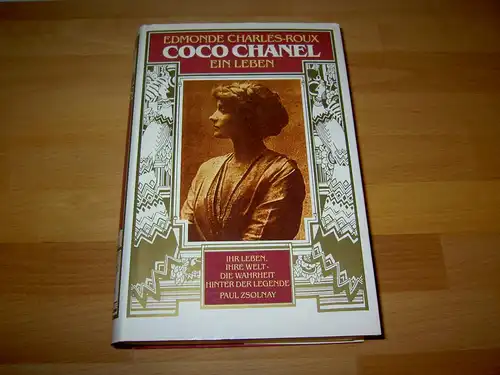 EDMONDE CHARLES-ROUX
COCO CHANEL
EIN LEBEN
IHR LEBEN,
IHRE WELT -
DIE WAHRHEIT
HINTER DER LEGENDE
PAUL ZSOLNAY